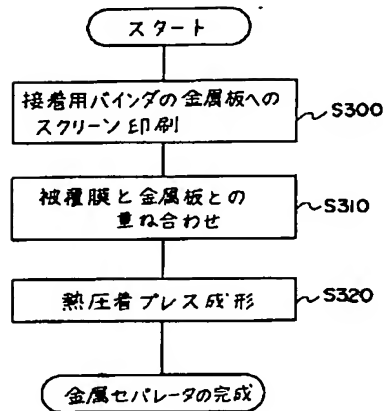 スタート
接着用バインダの金属板への
スクリーン印刷
S300
被覆膜と金属板との
重ね合わせ
S310
熱圧着プレス成形
S320
金属セパレータの完成